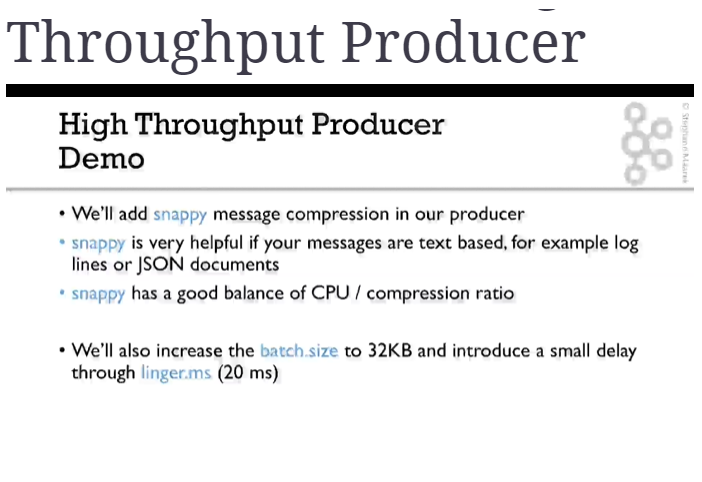 Throughput Producer
High Throughput Producer
Demo
• We'll add snappy message compression in our producer
• snappy is very helpful if your messages are text based, for example log
lines or JSON documents
• snappy has a good balance of CPU / compression ratio
• We'll also increase the batch.size to 32KB and introduce a small delay
through linger.ms (20 ms)